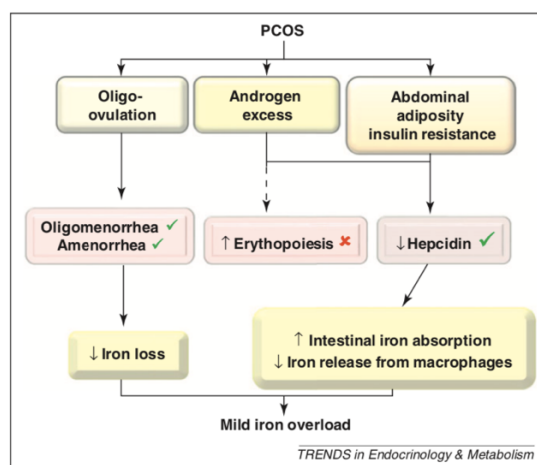 PCOS
Oligo-
ovulation
Androgen
excess
Abdominal
adiposity
insulin resistance
Oligomenorrhea ✓
Amenorrhea ✓
↑ Erythopoiesis ✘
↓ Hepcidin ✓
↓ Iron loss
↑ Intestinal iron absorption
↓ Iron release from macrophages
Mild iron overload
TRENDS in Endocrinology & Metabolism